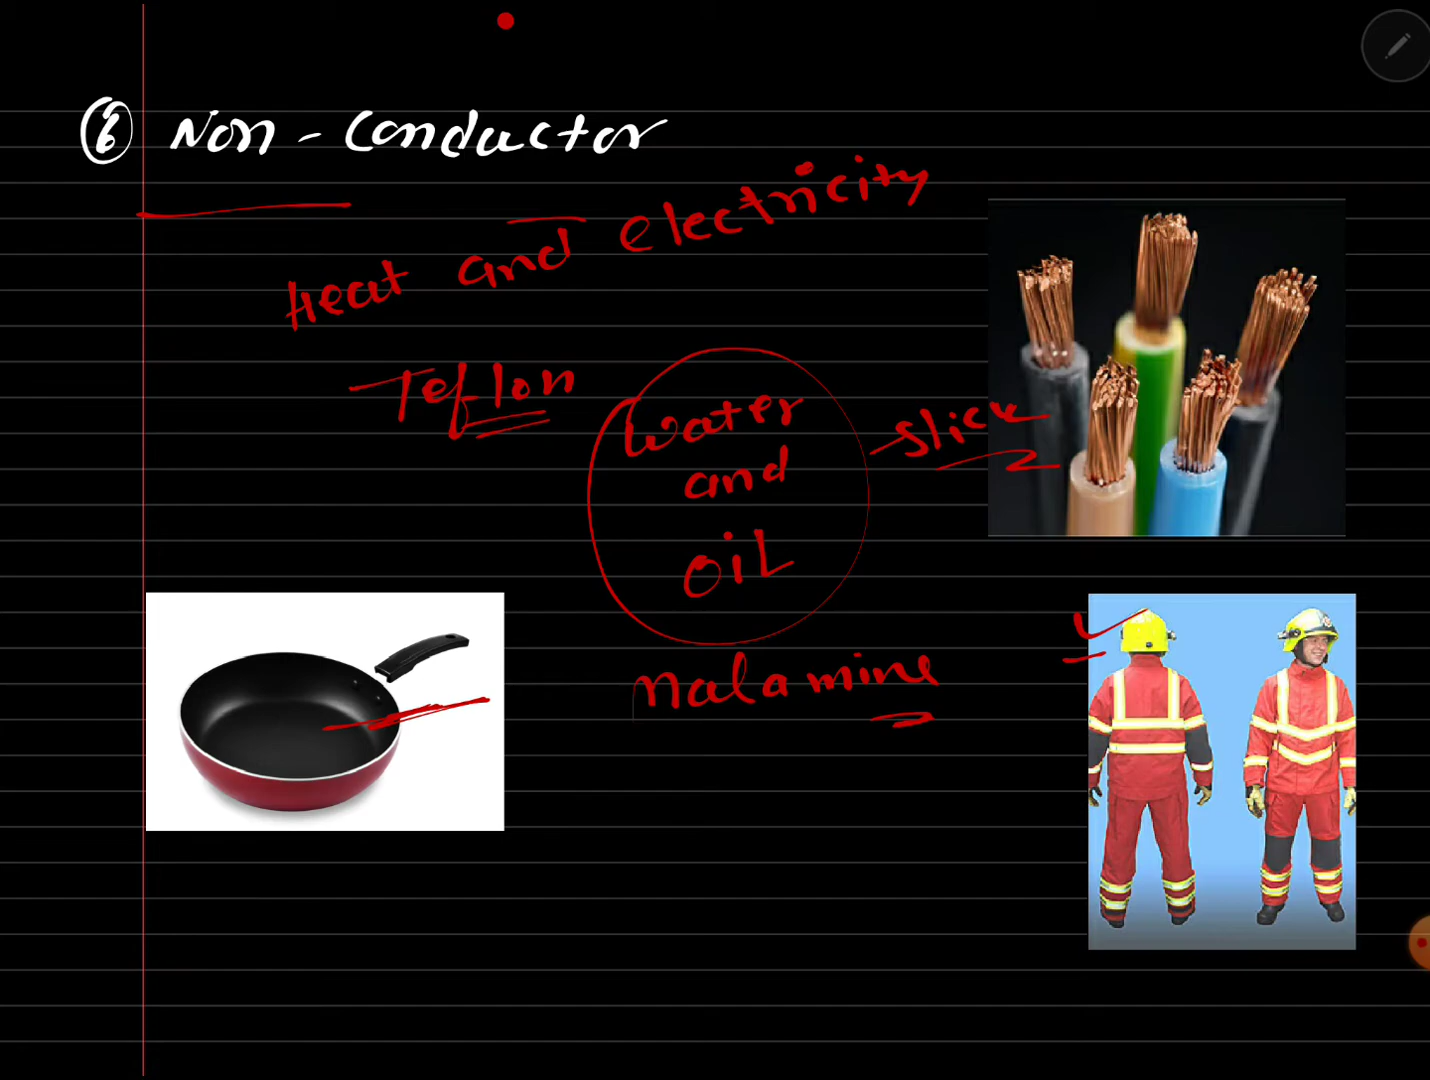 6 Non - Conductor
Heat and electricity
Teflon
water
and
oil
slick
malamine